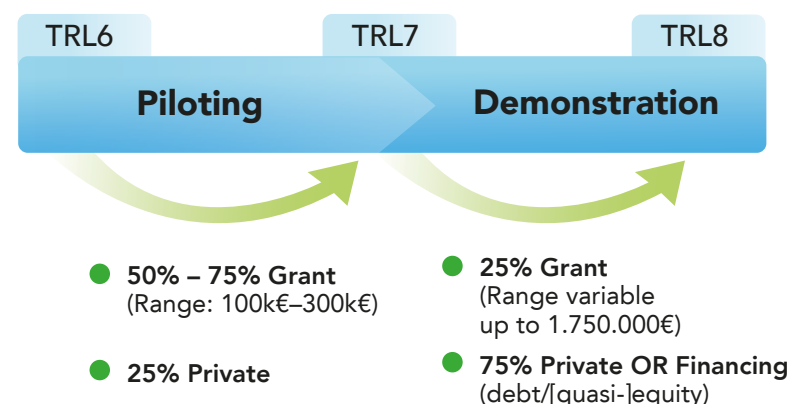 TRL6 TRL7 TRL8
Piloting Demonstration
50% – 75% Grant
(Range: 100k€–300k€)
25% Private
25% Grant
(Range variable
up to 1.750.000€)
75% Private OR Financing
(debt/[quasi-]equity)